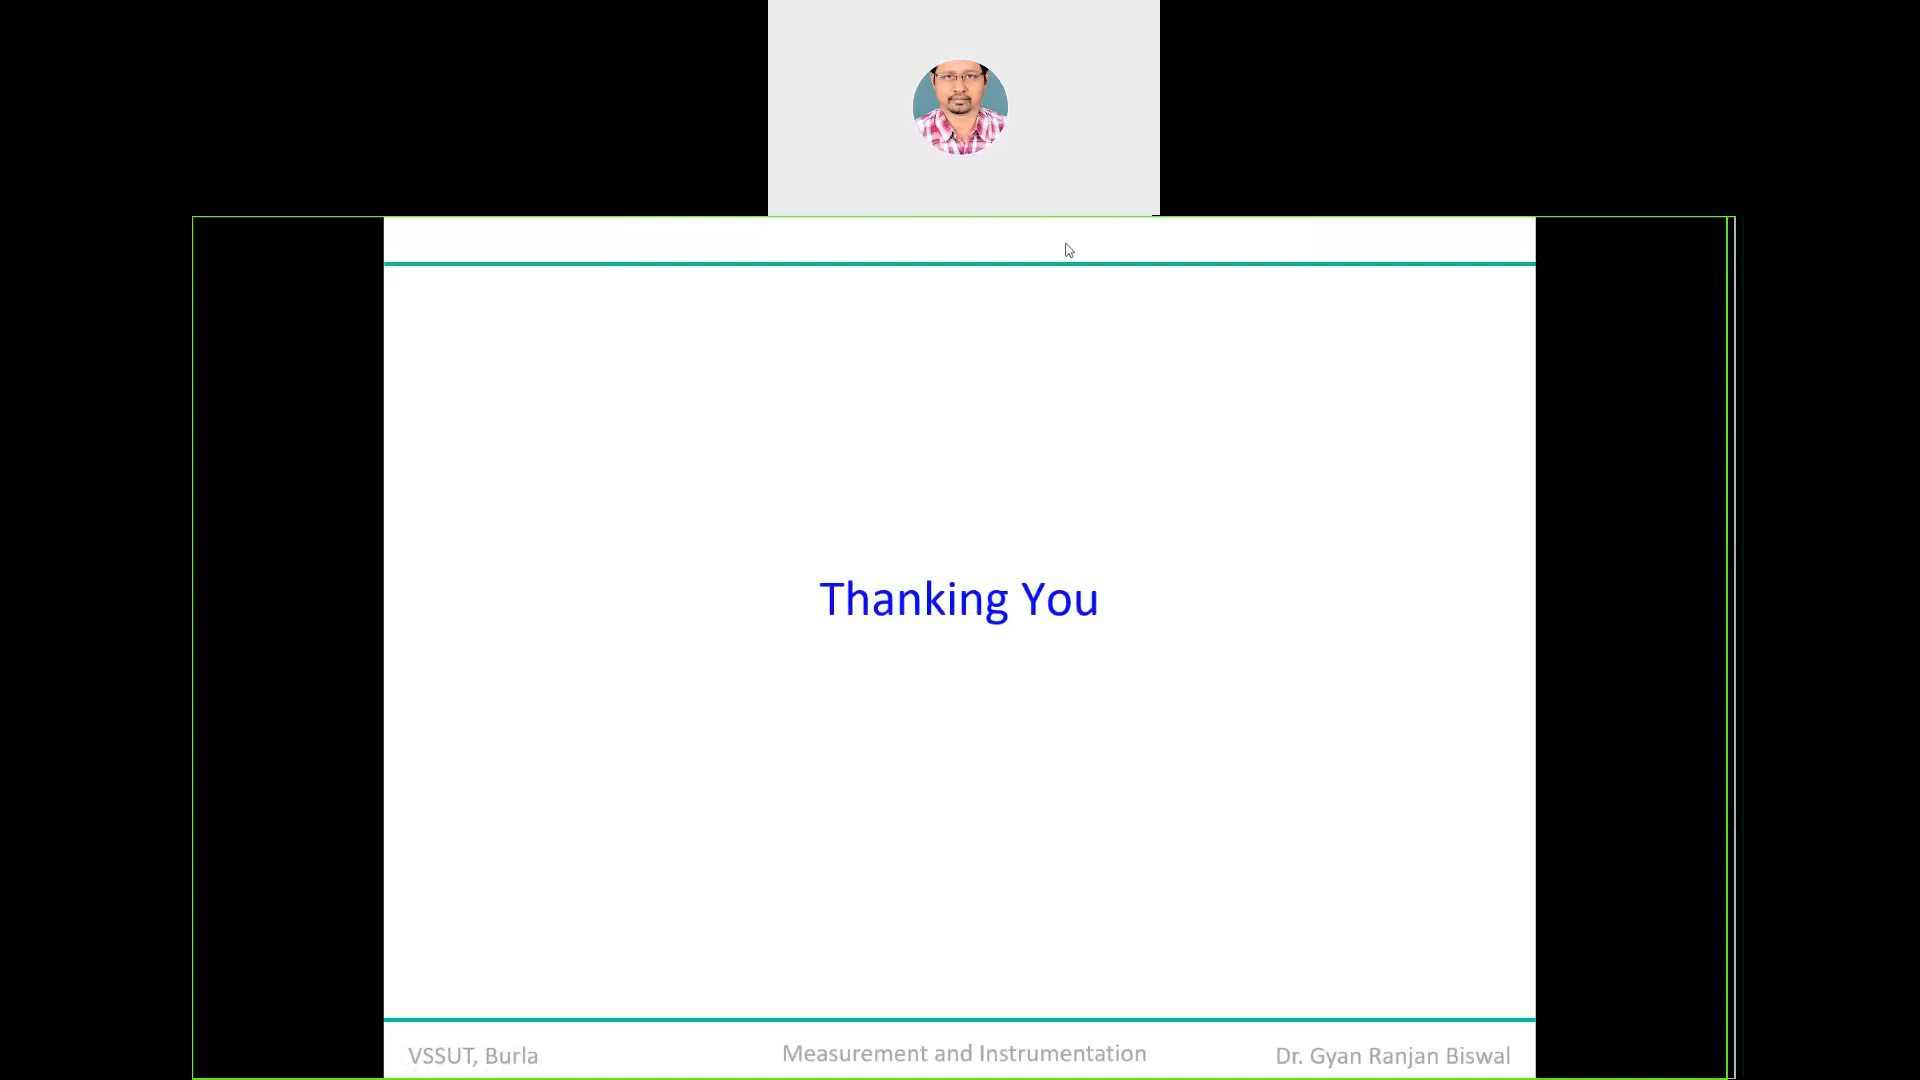 Thanking You
VSSUT, Burla
Measurement and Instrumentation
Dr. Gyan Ranjan Biswal